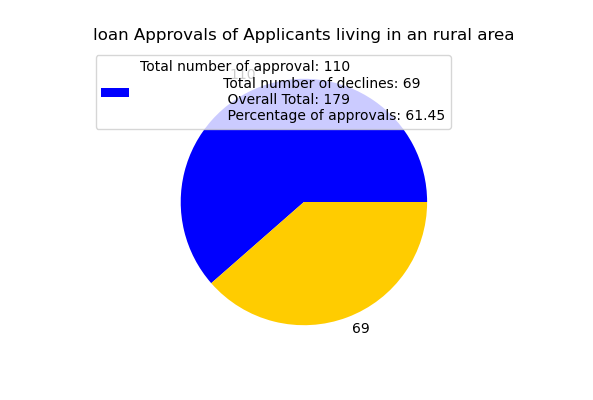 loan Approvals of Applicants living in an rural area
Total number of approval: 110
Total number of declines: 69
Overall Total: 179
Percentage of approvals: 61.45
110
69